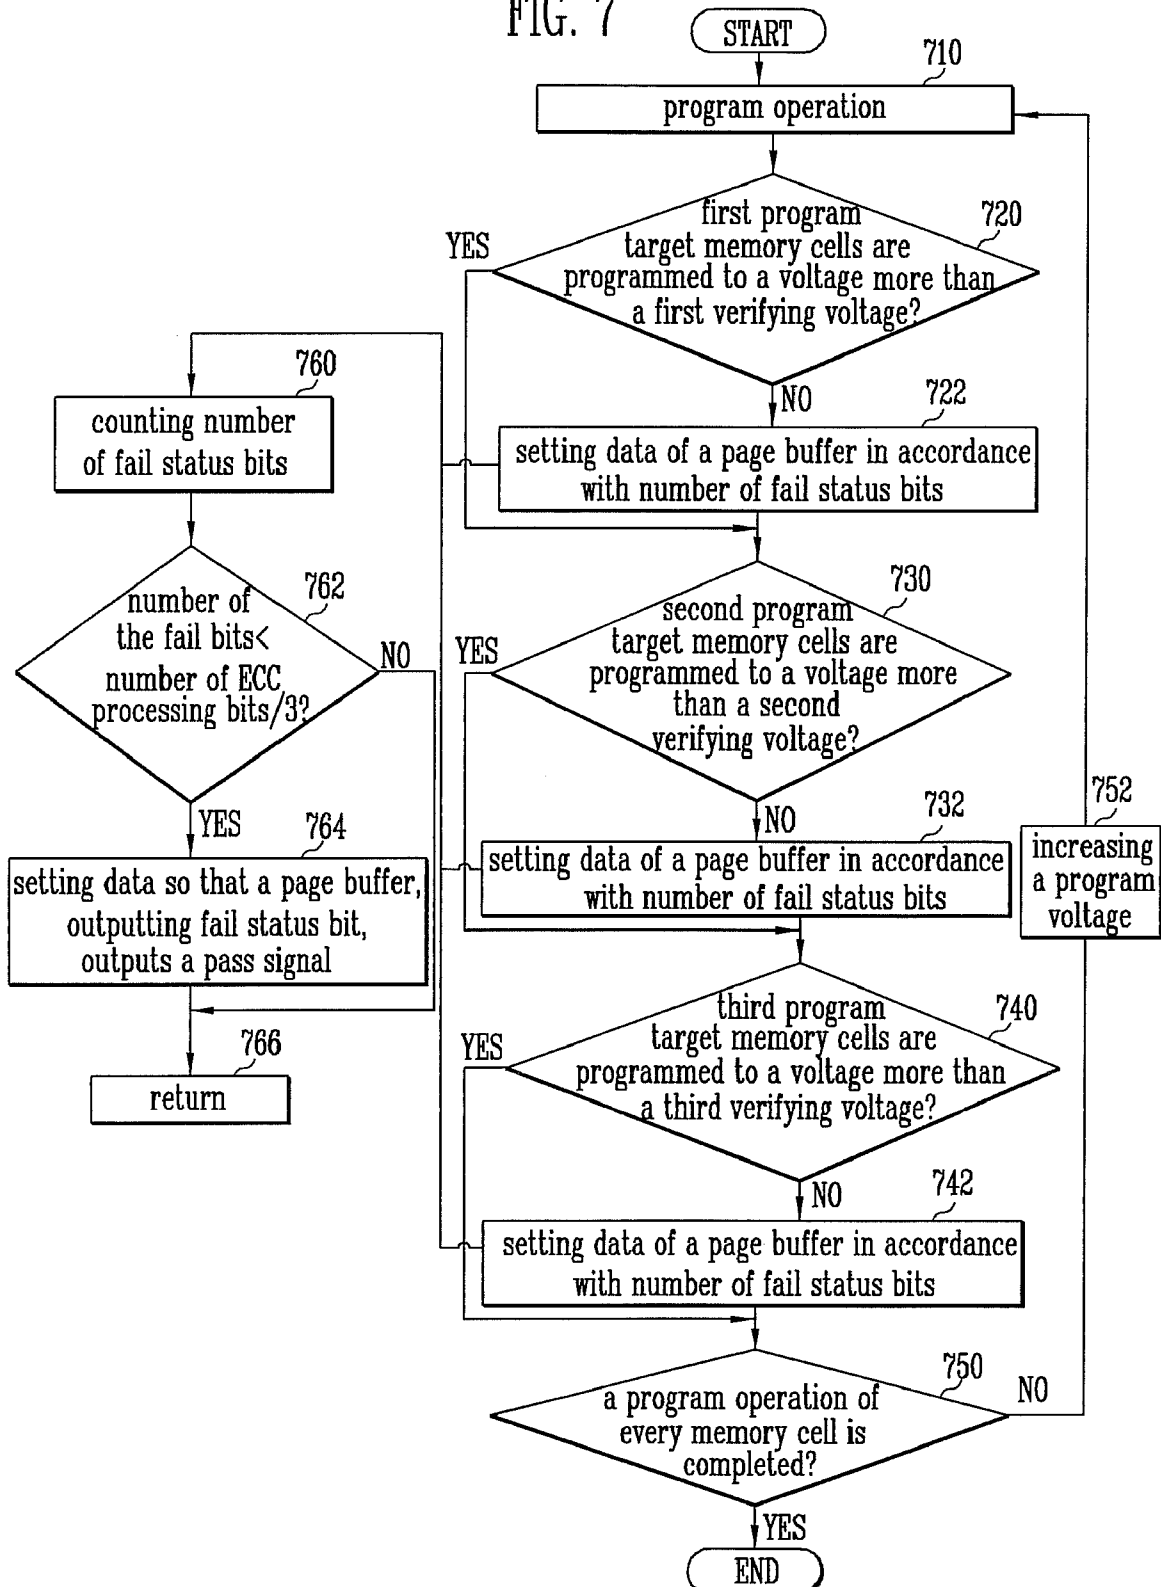 FIG. 7
START
710
program operation
720
first program
target memory cells are
programmed to a voltage more than
a first verifying voltage?
YES
NO
722
setting data of a page buffer in accordance
with number of fail status bits
730
second program
target memory cells are
programmed to a voltage more
than a second
verifying voltage?
YES
NO
732
setting data of a page buffer in accordance
with number of fail status bits
740
third program
target memory cells are
programmed to a voltage more than
a third verifying voltage?
YES
NO
742
setting data of a page buffer in accordance
with number of fail status bits
750
a program operation of
every memory cell is
completed?
NO
YES
END
752
increasing
a program
voltage
760
counting number
of fail status bits
762
number of
the fail bits<
number of ECC
processing bits/3?
NO
YES
764
setting data so that a page buffer,
outputting fail status bit,
outputs a pass signal
766
return